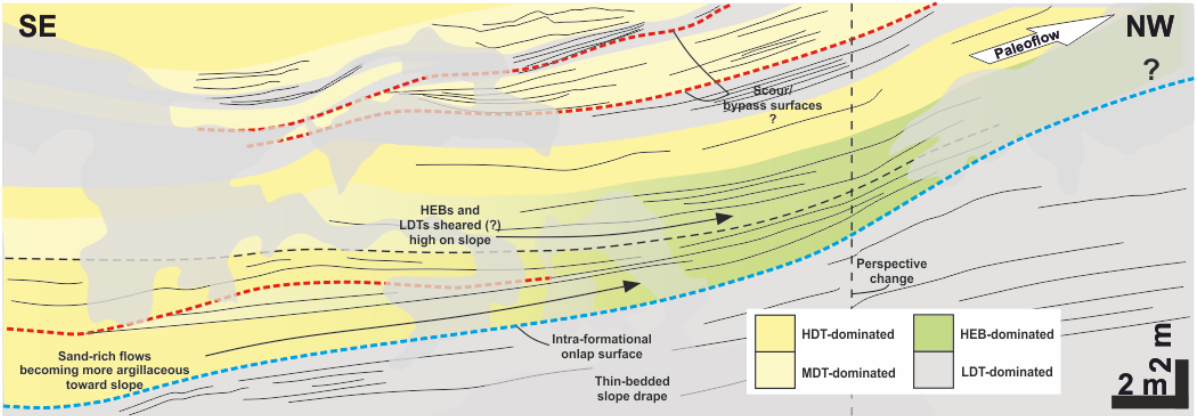 SE
NW
Paleoflow
?
Scour/
bypass surfaces
?
HEBs and
LDTs sheared (?)
high on slope
Perspective
change
Intra-formational
onlap surface
Sand-rich flows
becoming more argillaceous
toward slope
Thin-bedded
slope drape
HDT-dominated
HEB-dominated
MDT-dominated
LDT-dominated
2 m
2 m